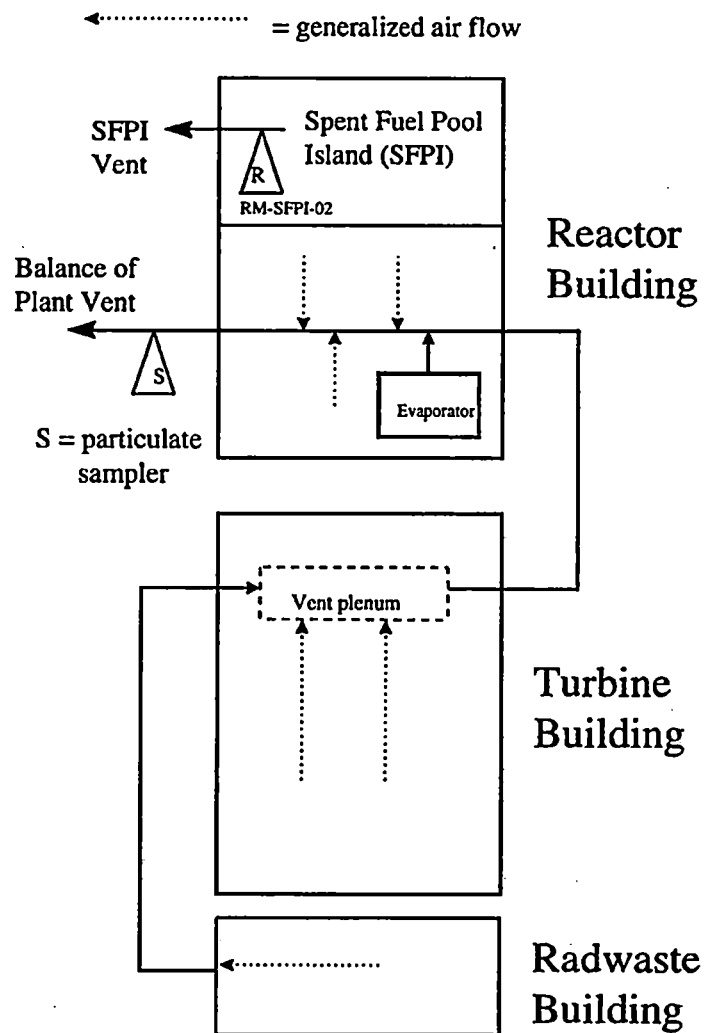 = generalized air flow
SFPI
Vent
Spent Fuel Pool
Island (SFPI)
R
RM-SFPI-02
Reactor
Building
Balance of
Plant Vent
S
S = particulate
sampler
Evaporator
Vent plenum
Turbine
Building
Radwaste
Building